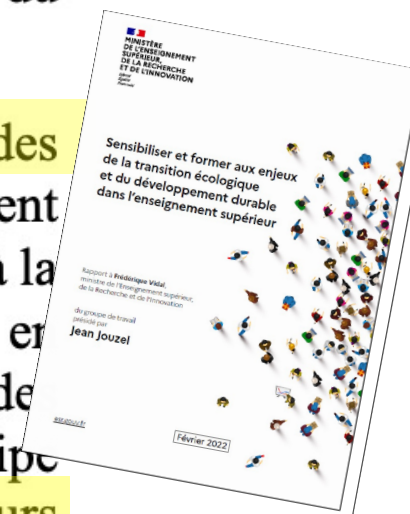 des
ent
la
en
de
ipe
MINISTÈRE
DE L'ENSEIGNEMENT
SUPÉRIEUR,
DE LA RECHERCHE
ET DE L'INNOVATION
Liberté
Égalité
Fraternité
Sensibiliser et former aux enjeux
de la transition écologique
et du développement durable
dans l'enseignement supérieur
Rapport à Frédérique Vidal,
ministre de l'Enseignement supérieur,
de la Recherche et de l'Innovation
du groupe de travail
présidé par
Jean Jouzel
Février 2022